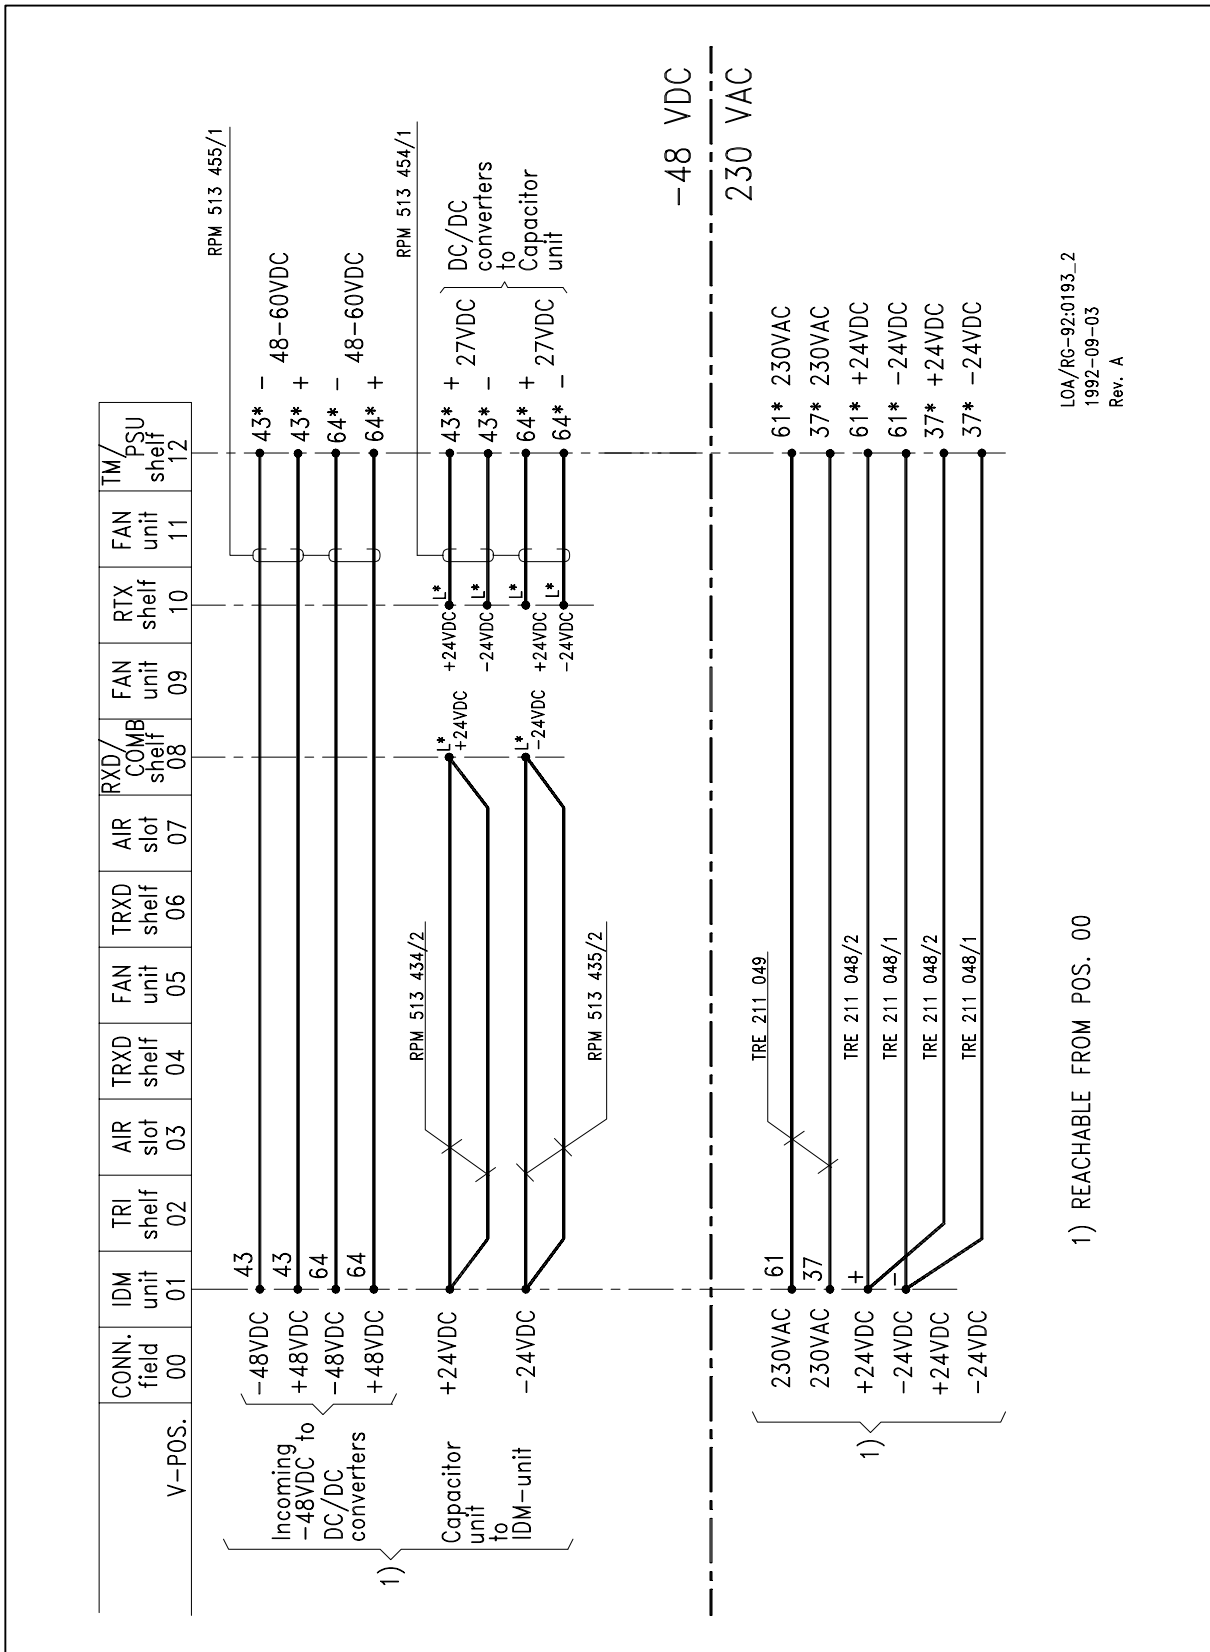 V-POS.
CONN.
field
00
IDM
unit
01
TRI
shelf
02
AIR
slot
03
TRXD
shelf
04
FAN
unit
05
TRXD
shelf
06
AIR
slot
07
RXD/
COMB
shelf
08
FAN
unit
09
RTX
shelf
10
FAN
unit
11
TM/
PSU
shelf
12
RPM 513 455/1
Incoming
-48VDC to
DC/DC
converters
-48VDC
43
43* -
48-60VDC
+48VDC
43
43* +
-48VDC
64
64* -
48-60VDC
+48VDC
64
64* +
1)
RPM 513 454/1
Capacitor
unit
to
IDM-unit
+24VDC
RPM 513 434/2
L*
+24VDC
L*
+24VDC
43* +
27VDC
L*
-24VDC
43* -
-24VDC
RPM 513 435/2
L*
-24VDC
L*
+24VDC
64* +
27VDC
L*
-24VDC
64* -
DC/DC
converters
to
Capacitor
unit
-48 VDC
230 VAC
TRE 211 049
230VAC
61
61* 230VAC
230VAC
37
37* 230VAC
+24VDC
+
TRE 211 048/2
61* +24VDC
-24VDC
-
TRE 211 048/1
61* -24VDC
+24VDC
TRE 211 048/2
37* +24VDC
-24VDC
TRE 211 048/1
37* -24VDC
1)
1) REACHABLE FROM POS. 00
LOA/RG-92:0193_2
1992-09-03
Rev. A